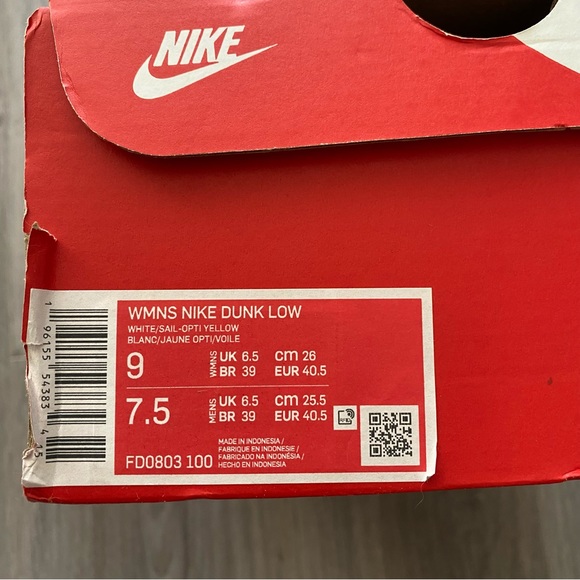 NIKE
WMNS NIKE DUNK LOW
WHITE/SAIL-OPTI YELLOW
BLANC/JAUNE OPTI/VOILE
9 WMNS UK 6.5 cm 26
BR 39 EUR 40.5
7.5 MENS UK 6.5 cm 25.5
BR 39 EUR 40.5
MADE IN INDONESIA /
FABRIQUE EN INDONESIE /
FABRICADO NA INDONÉSIA /
HECHO EN INDONESIA
FD0803 100
1 96155 54383 4